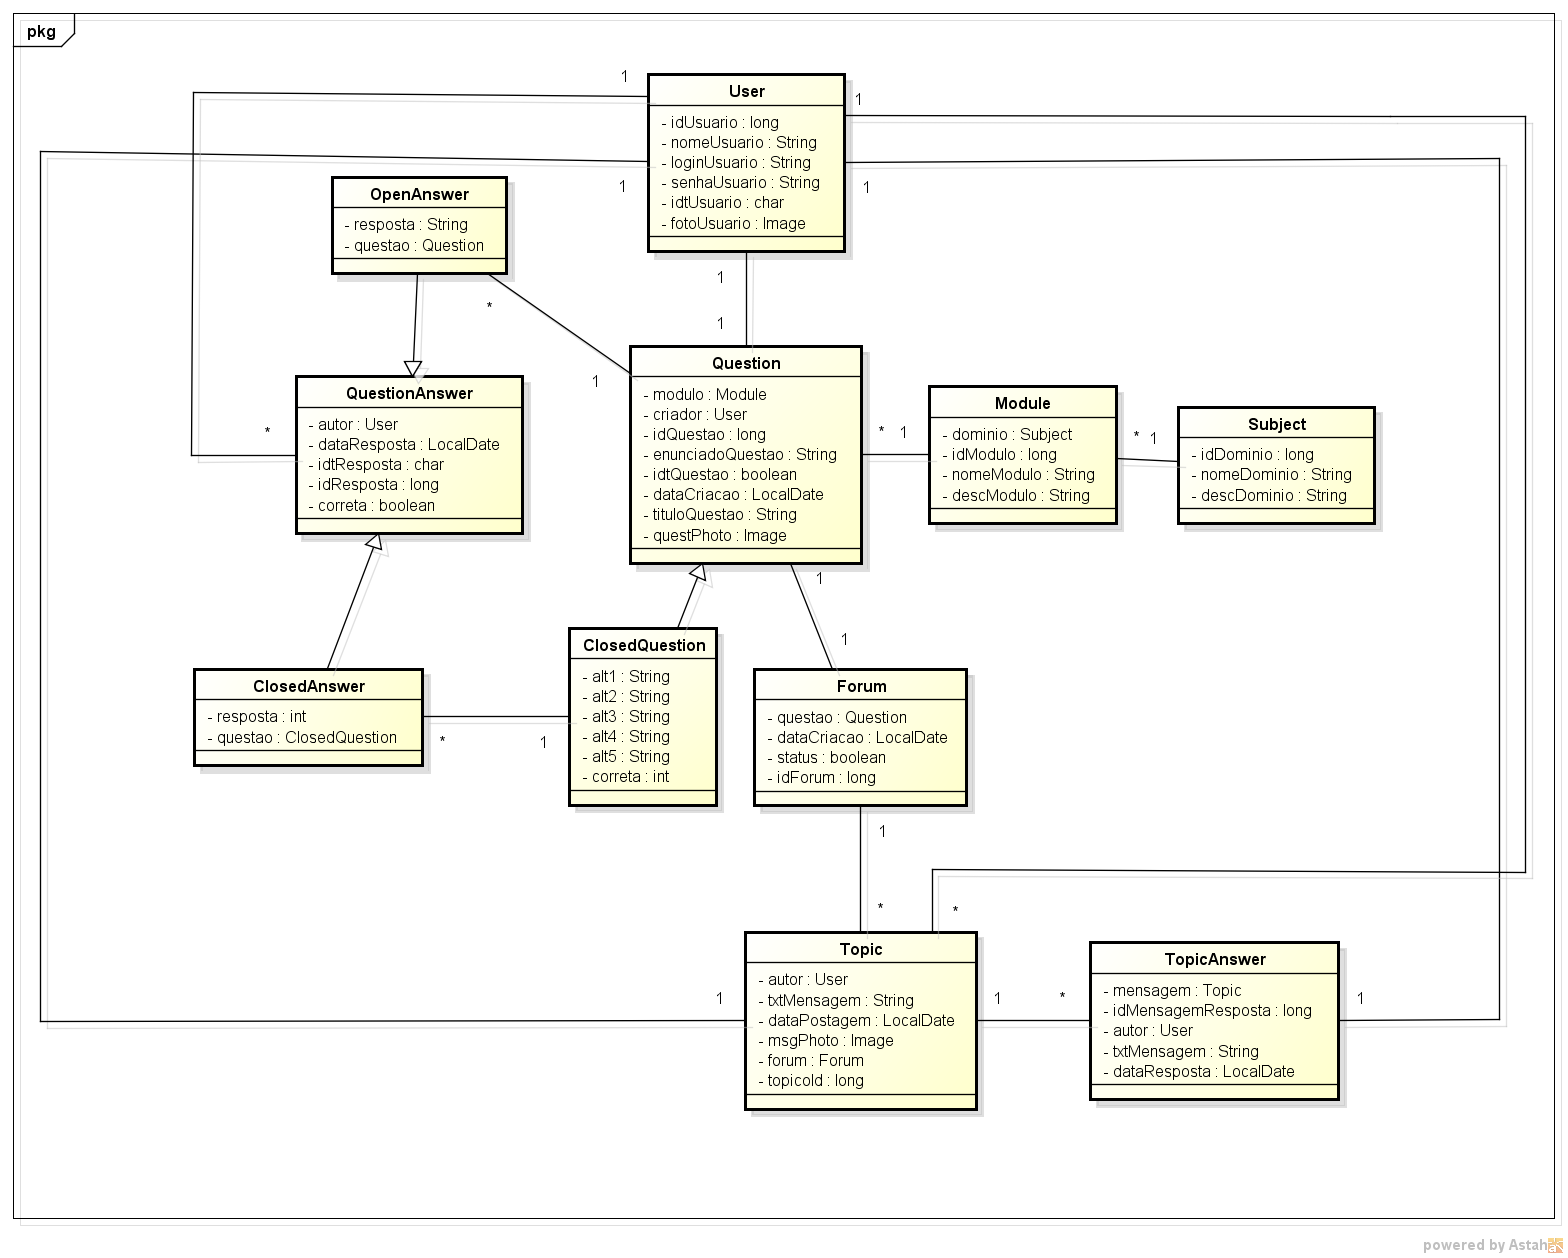 pkg
1
User
- idUsuario : long
- nomeUsuario : String
- loginUsuario : String
- senhaUsuario : String
- idtUsuario : char
- fotoUsuario : Image
1
1
1
OpenAnswer
- resposta : String
- questao : Question
*
1
1
1
Question
- modulo : Module
- criador : User
- idQuestao : long
- enunciadoQuestao : String
- idtQuestao : boolean
- dataCriacao : LocalDate
- tituloQuestao : String
- questPhoto : Image
QuestionAnswer
- autor : User
- dataResposta : LocalDate
- idtResposta : char
- idResposta : long
- correta : boolean
*
* 1
Module
- dominio : Subject
- idModulo : long
- nomeModulo : String
- descModulo : String
* 1
Subject
- idDominio : long
- nomeDominio : String
- descDominio : String
1
1
ClosedQuestion
- alt1 : String
- alt2 : String
- alt3 : String
- alt4 : String
- alt5 : String
- correta : int
ClosedAnswer
- resposta : int
- questao : ClosedQuestion
* 1
Forum
- questao : Question
- dataCriacao : LocalDate
- status : boolean
- idForum : long
1
* *
Topic
- autor : User
- txtMensagem : String
- dataPostagem : LocalDate
- msgPhoto : Image
- forum : Forum
- topicoId : long
1
1 *
TopicAnswer
- mensagem : Topic
- idMensagemResposta : long
- autor : User
- txtMensagem : String
- dataResposta : LocalDate
1
powered by Astah